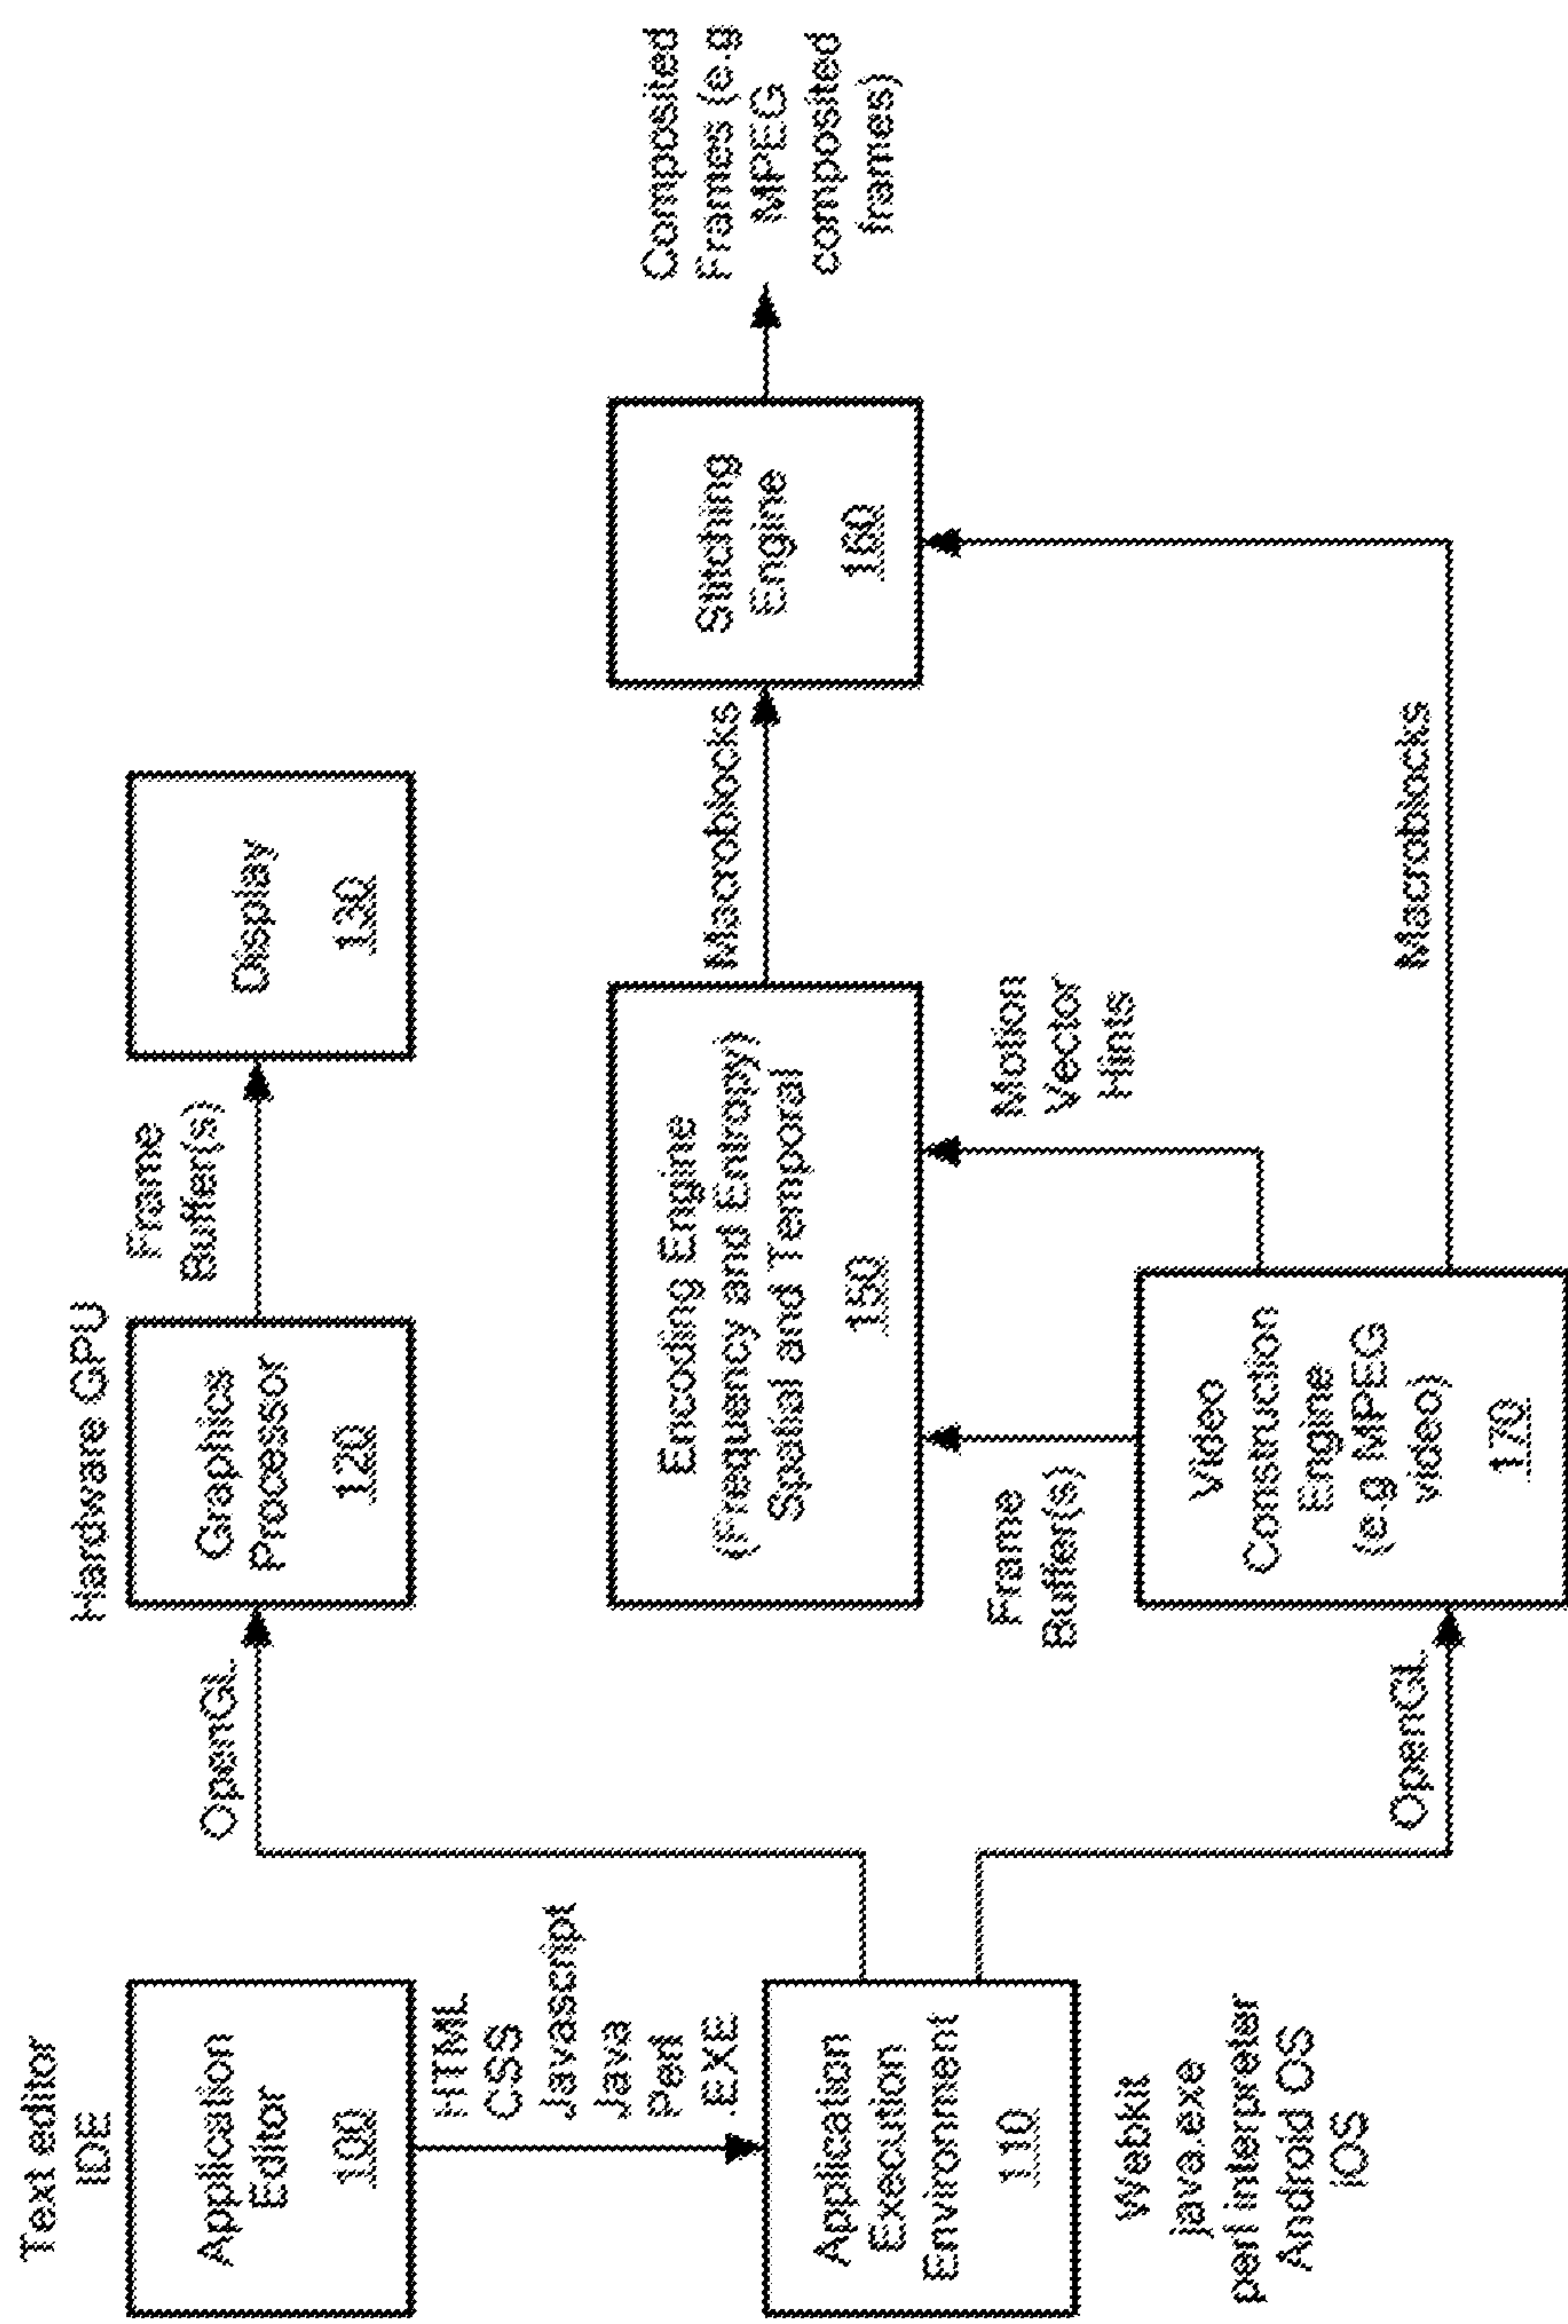 Text editor
IDE
Application
Editor
100
HTML
CSS
Javascript
Java
Perl
.EXE
Application
Execution
Environment
110
Webkit
java.exe
perl interpreter
Android OS
iOS
OpenGL
Hardware GPU
Graphics
Processor
120
Frame
Buffer(s)
Display
130
OpenGL
Video
Construction
Engine
(e.g MPEG
video)
170
Frame
Buffer(s)
Motion
Vector
Hints
Encoding Engine
(Frequency and Entropy)
Spatial and Temporal
150
Macroblocks
Macroblocks
Stitching
Engine
160
Composited
Frames (e.g
MPEG
composited
frames)